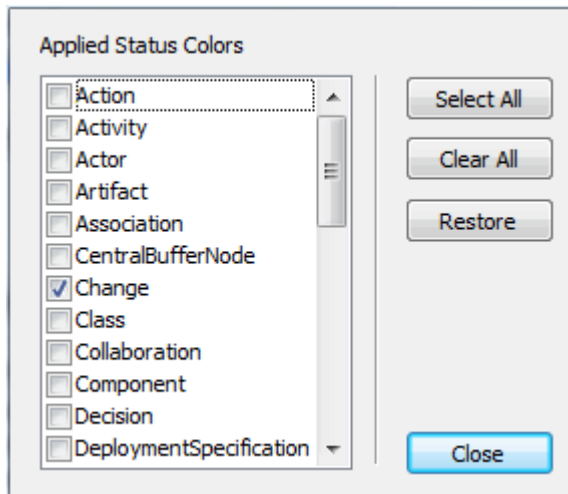 Applied Status Colors
Action
Activity
Actor
Artifact
Association
CentralBufferNode
Change
Class
Collaboration
Component
Decision
DeploymentSpecification
Select All
Clear All
Restore
Close